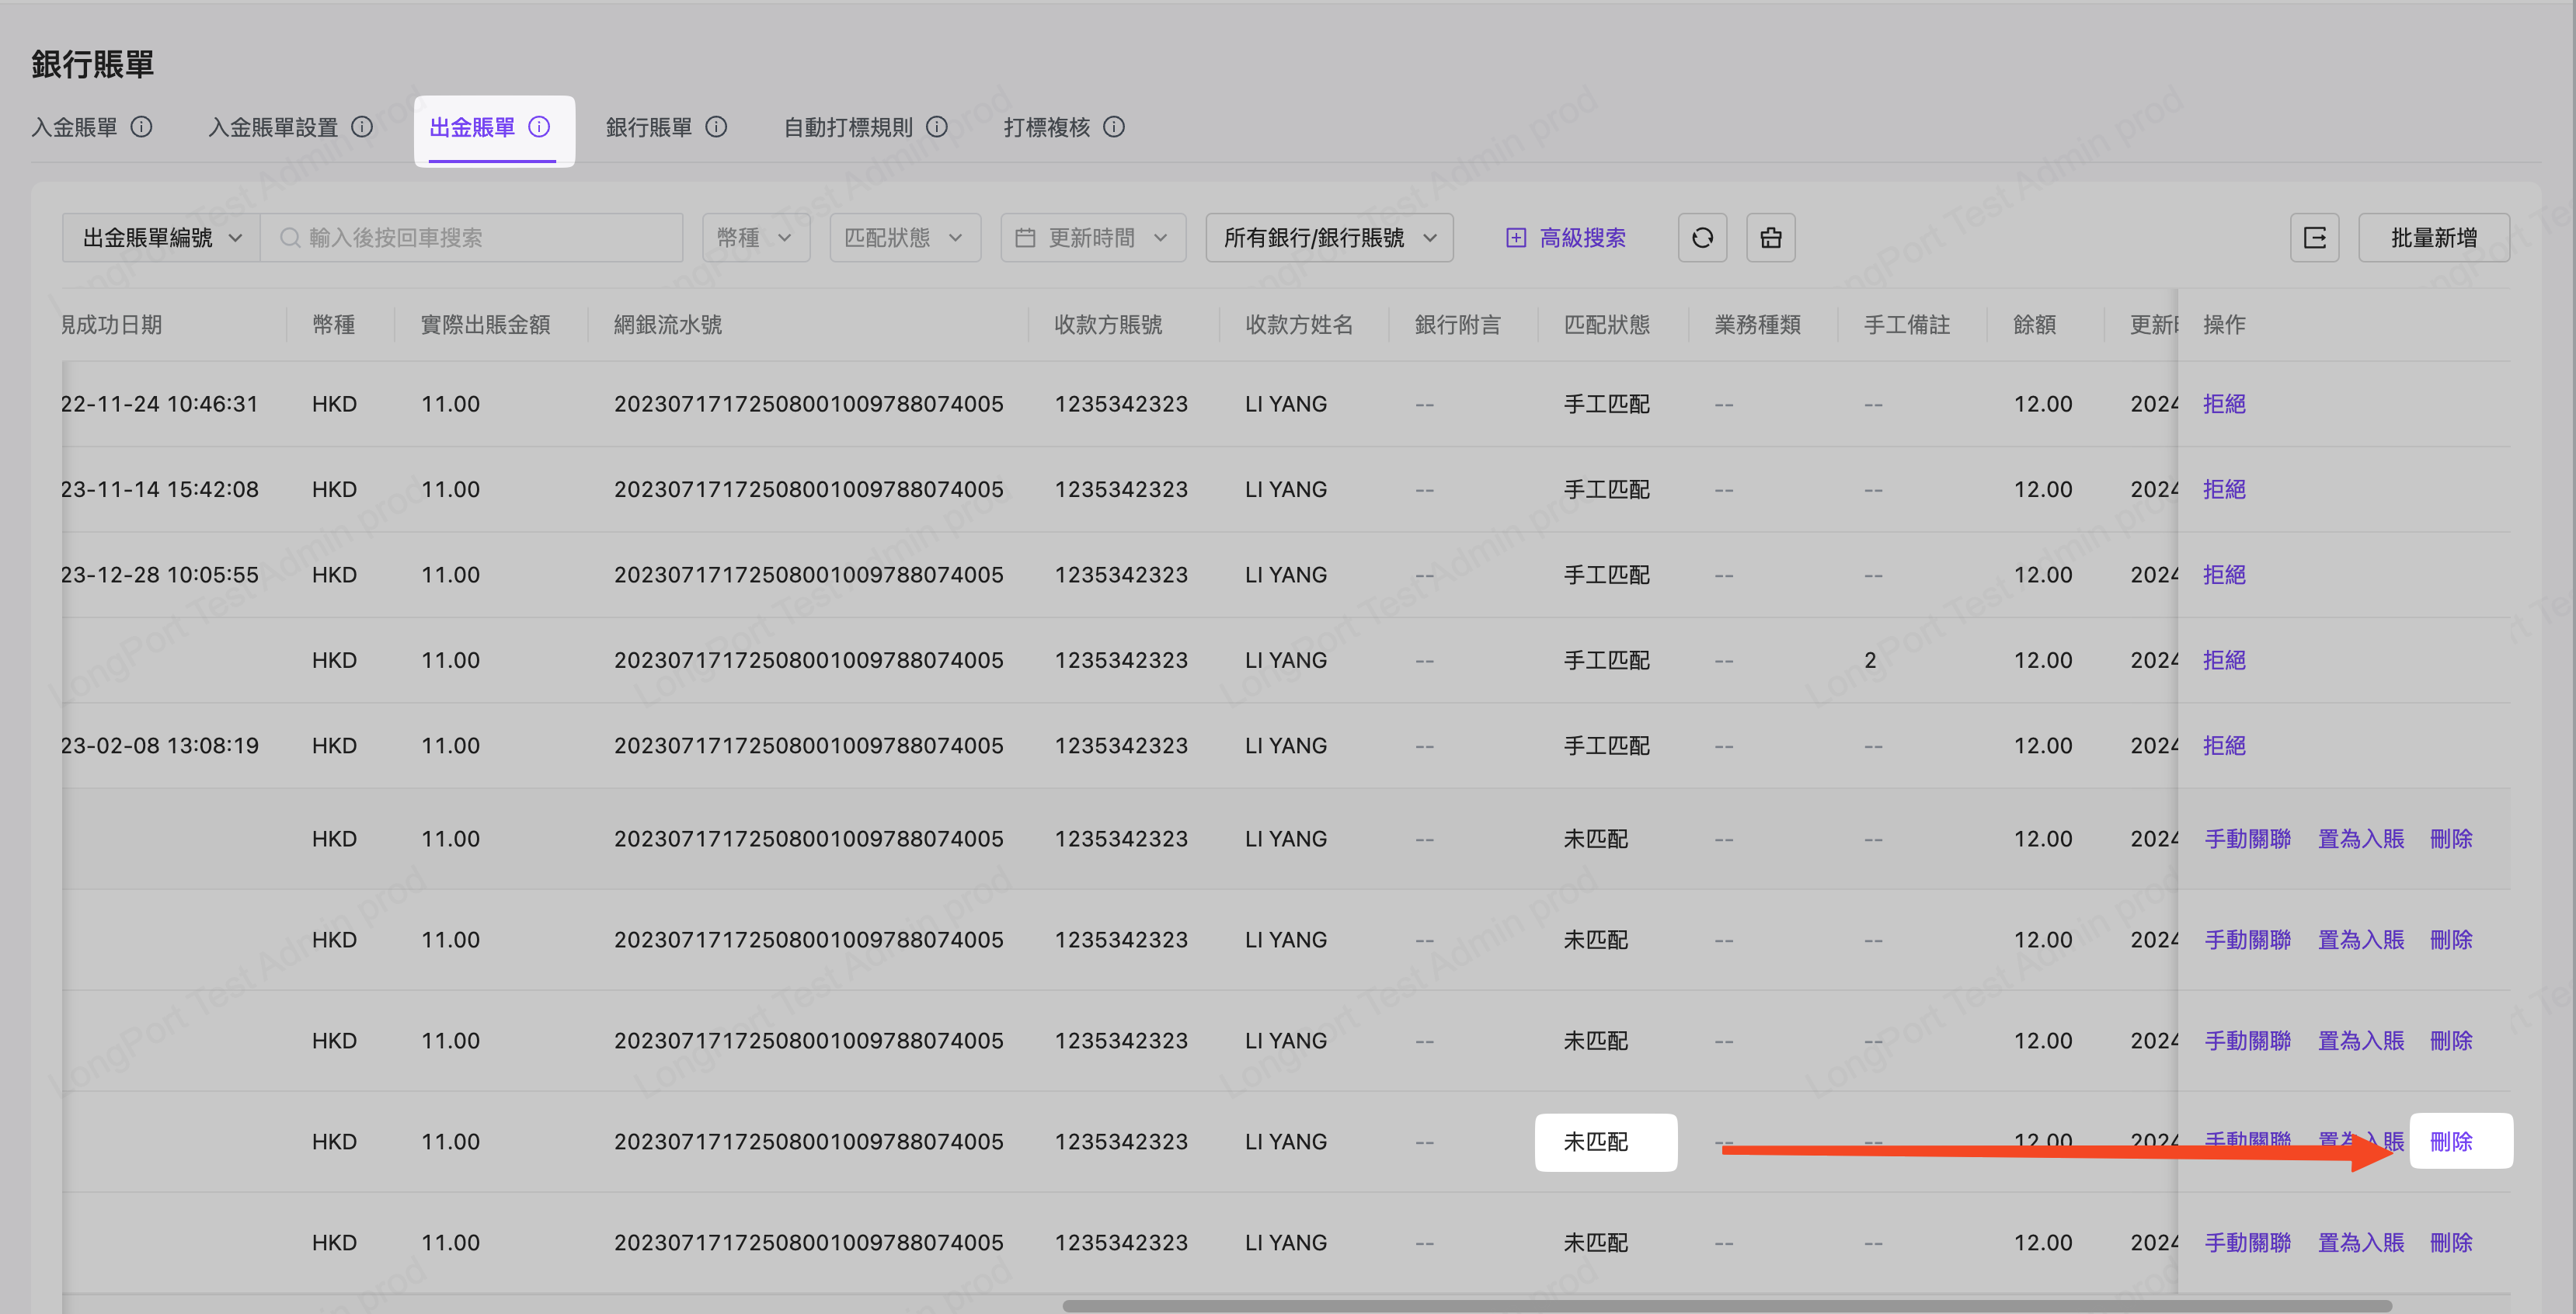 銀行賬單
入金賬單 入金賬單設置 出金賬單 銀行賬單 自動打標規則 打標複核
出金賬單編號 輸入後按回車搜索 幣種 匹配狀態 更新時間 所有銀行/銀行賬號 高級搜索 批量新增
成功日期 幣種 實際出賬金額 網銀流水號 收款方賬號 收款方姓名 銀行附言 匹配狀態 業務種類 手工備註 餘額 更新 操作
22-11-24 10:46:31 HKD 11.00 20230717172508001009788074005 1235342323 LI YANG -- 手工匹配 -- -- 12.00 2024 拒絕
23-11-14 15:42:08 HKD 11.00 20230717172508001009788074005 1235342323 LI YANG -- 手工匹配 -- -- 12.00 2024 拒絕
23-12-28 10:05:55 HKD 11.00 20230717172508001009788074005 1235342323 LI YANG -- 手工匹配 -- -- 12.00 2024 拒絕
HKD 11.00 20230717172508001009788074005 1235342323 LI YANG -- 手工匹配 -- 2 12.00 2024 拒絕
23-02-08 13:08:19 HKD 11.00 20230717172508001009788074005 1235342323 LI YANG -- 手工匹配 -- -- 12.00 2024 拒絕
HKD 11.00 20230717172508001009788074005 1235342323 LI YANG -- 未匹配 -- -- 12.00 2024 手動關聯 置為入賬 刪除
HKD 11.00 20230717172508001009788074005 1235342323 LI YANG -- 未匹配 -- -- 12.00 2024 手動關聯 置為入賬 刪除
HKD 11.00 20230717172508001009788074005 1235342323 LI YANG -- 未匹配 -- -- 12.00 2024 手動關聯 置為入賬 刪除
HKD 11.00 20230717172508001009788074005 1235342323 LI YANG -- 未匹配 -- -- 12.00 2024 手動關聯 置為入賬 刪除
HKD 11.00 20230717172508001009788074005 1235342323 LI YANG -- 未匹配 -- -- 12.00 2024 手動關聯 置為入賬 刪除
LongPort Test Admin prod